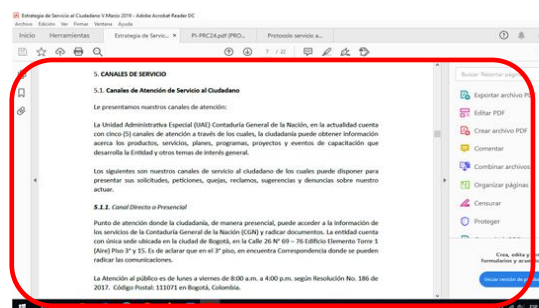 Estrategia de Servicio al Ciudadano V.Marzo 2019 - Adobe Acrobat Reader DC
Archivo Edición Ver Firmar Ventana Ayuda
Inicio Herramientas Estrategia de Servic... × PI-PRC24.pdf (PRO... Protocolo servicio a...
7 / 22
5. CANALES DE SERVICIO
5.1. Canales de Atención de Servicio al Ciudadano
Le presentamos nuestros canales de atención:
La Unidad Administrativa Especial (UAE) Contaduría General de la Nación, en la actualidad cuenta
con cinco (5) canales de atención a través de los cuales, la ciudadanía puede obtener información
acerca los productos, servicios, planes, programas, proyectos y eventos de capacitación que
desarrolla la Entidad y otros temas de interés general.
Los siguientes son nuestros canales de servicio al ciudadano de los cuales puede disponer para
presentar sus solicitudes, peticiones, quejas, reclamos, sugerencias y denuncias sobre nuestro
actuar.
5.1.1. Canal Directo o Presencial
Punto de atención donde la ciudadanía, de manera presencial, puede acceder a la información de
los servicios de la Contaduría General de la Nación (CGN) y radicar documentos. La entidad cuenta
con única sede ubicada en la ciudad de Bogotá, en la Calle 26 N° 69 – 76 Edificio Elemento Torre 1
(Aire) Piso 3° y 15. Es de aclarar que en el 3° piso, en encuentra Correspondencia donde se pueden
radicar las comunicaciones.
La Atención al público es de lunes a viernes de 8:00 a.m. a 4:00 p.m. según Resolución No. 186 de
2017. Código Postal: 111071 en Bogotá, Colombia.
Buscar 'Recortar pági
Exportar archivo P
Editar PDF
Crear archivo PDF
Comentar
Combinar archivos
Organizar páginas
Censurar
Proteger
Crea, edita y
formularios y acue
Iniciar versión de p